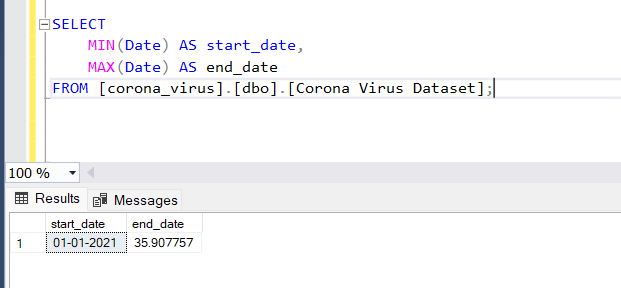 SELECT
MIN(Date) AS start_date,
MAX(Date) AS end_date
FROM [corona_virus].[dbo].[Corona Virus Dataset];
100 %
Results Messages
start_date end_date
1 01-01-2021 35.907757